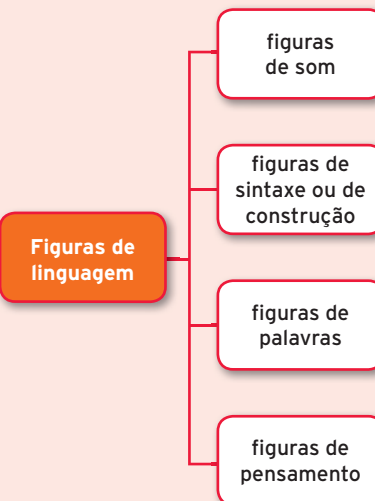 figuras
de som
figuras de
sintaxe ou de
construção
Figuras de
linguagem
figuras de
palavras
figuras de
pensamento